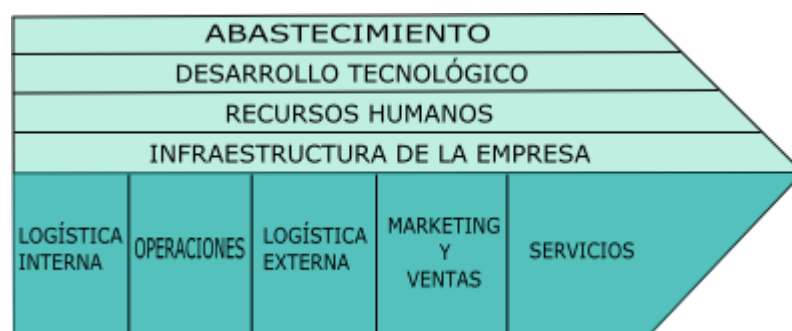 ABASTECIMIENTO
DESARROLLO TECNOLÓGICO
RECURSOS HUMANOS
INFRAESTRUCTURA DE LA EMPRESA
LOGÍSTICA
INTERNA
OPERACIONES
LOGÍSTICA
EXTERNA
MARKETING
Y
VENTAS
SERVICIOS